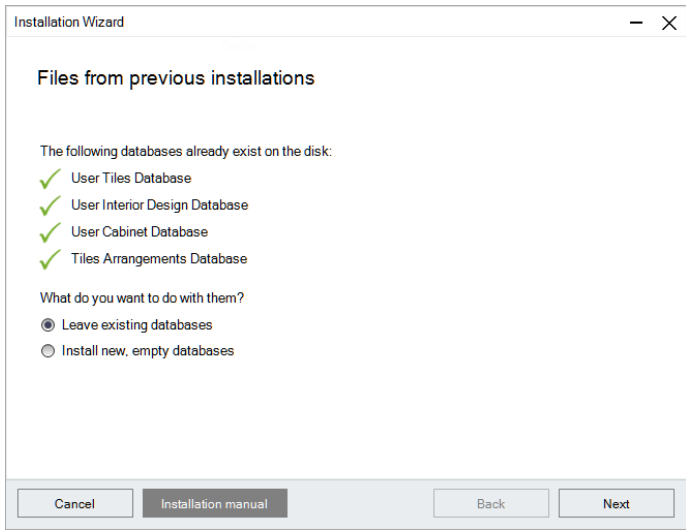 Installation Wizard
Files from previous installations
The following databases already exist on the disk:
User Tiles Database
User Interior Design Database
User Cabinet Database
Tiles Arrangements Database
What do you want to do with them?
Leave existing databases
Install new, empty databases
Cancel
Installation manual
Back
Next